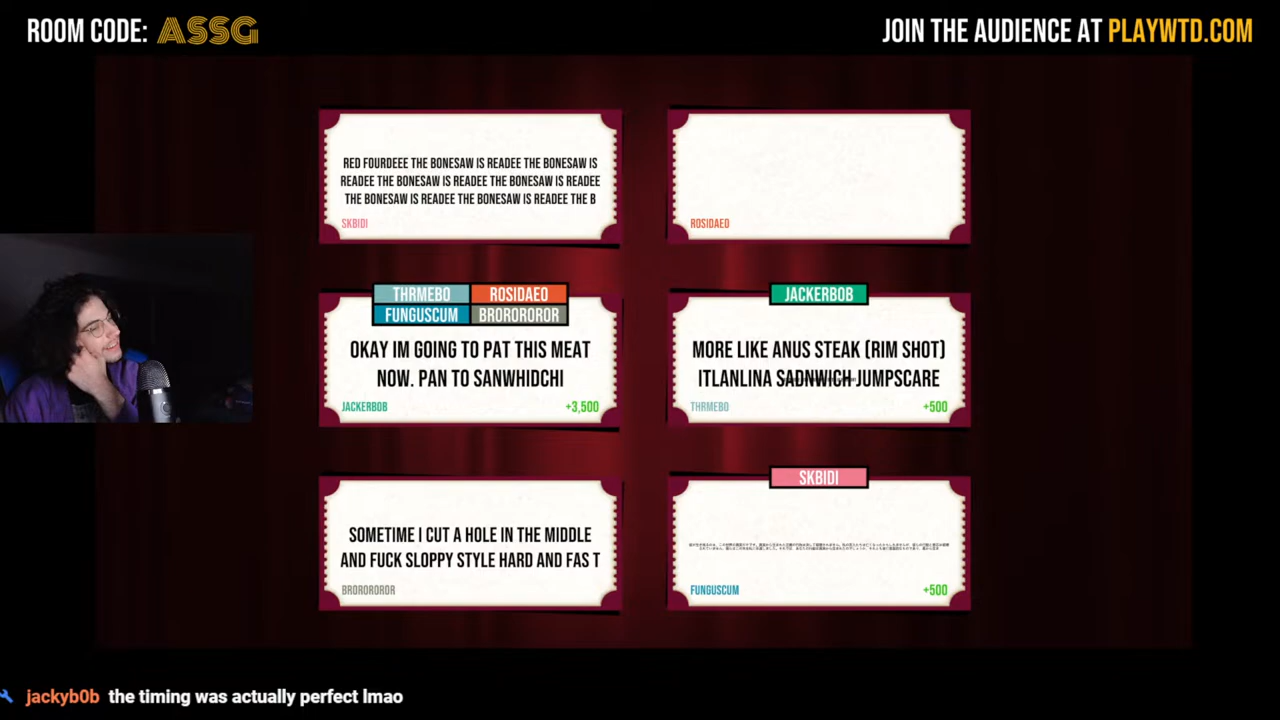 ROOM CODE: ASSG
JOIN THE AUDIENCE AT PLAYWTD.COM
RED FOURDEEE THE BONESAW IS READEE THE BONESAW IS
READEE THE BONESAW IS READEE THE BONESAW IS READEE
THE BONESAW IS READEE THE BONESAW IS READEE THE B
SKBIDI
ROSIDAEO
THRMEBO ROSIDAEO
FUNGUSCUM BROROROROR
OKAY IM GOING TO PAT THIS MEAT
NOW. PAN TO SANWHIDCHI
JACKERBOB +3,500
JACKERBOB
MORE LIKE ANUS STEAK (RIM SHOT)
ITLANLINA SADNWICH JUMPSCARE
THRMEBO +500
SOMETIME I CUT A HOLE IN THE MIDDLE
AND FUCK SLOPPY STYLE HARD AND FAS T
BROROROROR
SKBIDI
FUNGUSCUM +500
jackyb0b the timing was actually perfect lmao